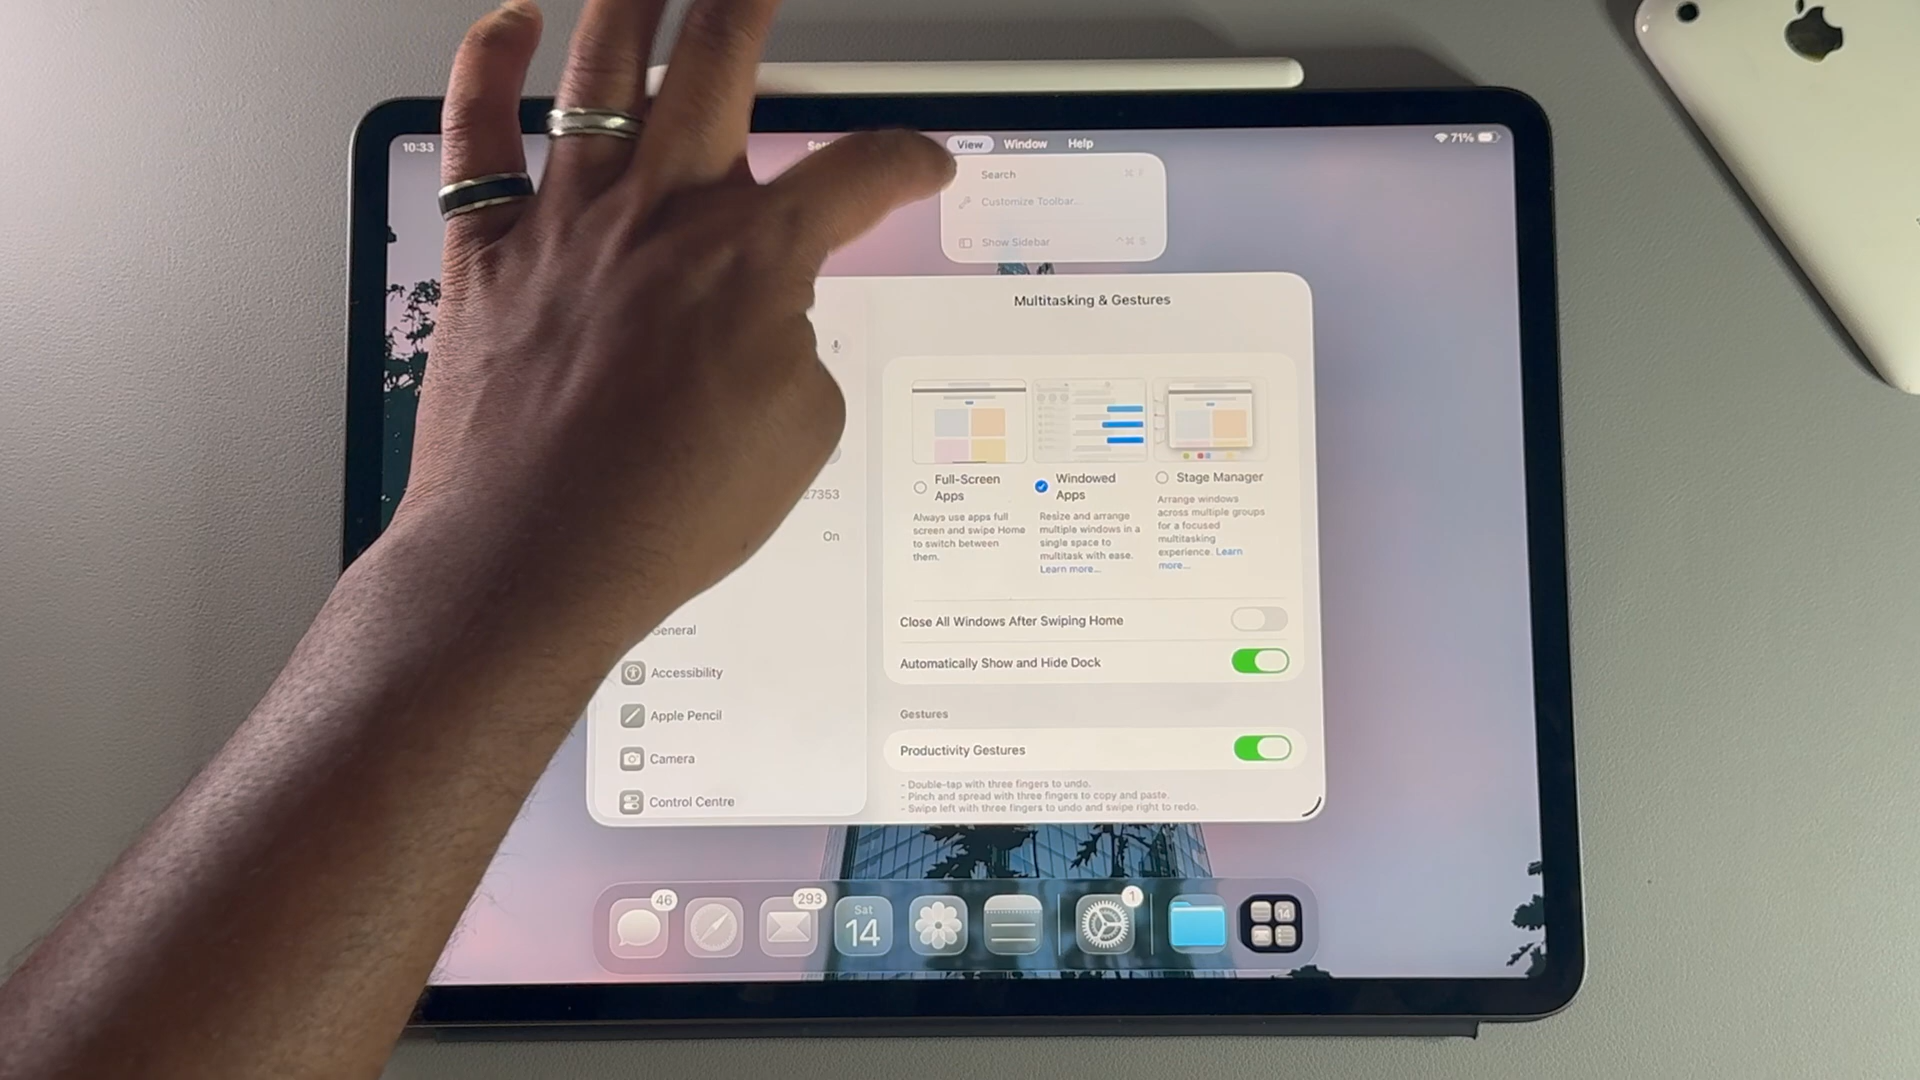 10:33
View Window Help
71%
Search ⌘ F
Customize Toolbar...
Show Sidebar ^⌘ S
Multitasking & Gestures
27353
On
General
Accessibility
Apple Pencil
Camera
Control Centre
Full-Screen
Apps
Always use apps full
screen and swipe Home
to switch between
them.
Windowed
Apps
Resize and arrange
multiple windows in a
single space to
multitask with ease.
Learn more...
Stage Manager
Arrange windows
across multiple groups
for a focused
multitasking
experience. Learn
more...
Close All Windows After Swiping Home
Automatically Show and Hide Dock
Gestures
Productivity Gestures
- Double-tap with three fingers to undo.
- Pinch and spread with three fingers to copy and paste.
- Swipe left with three fingers to undo and swipe right to redo.
46
293
Sat
14
1
14